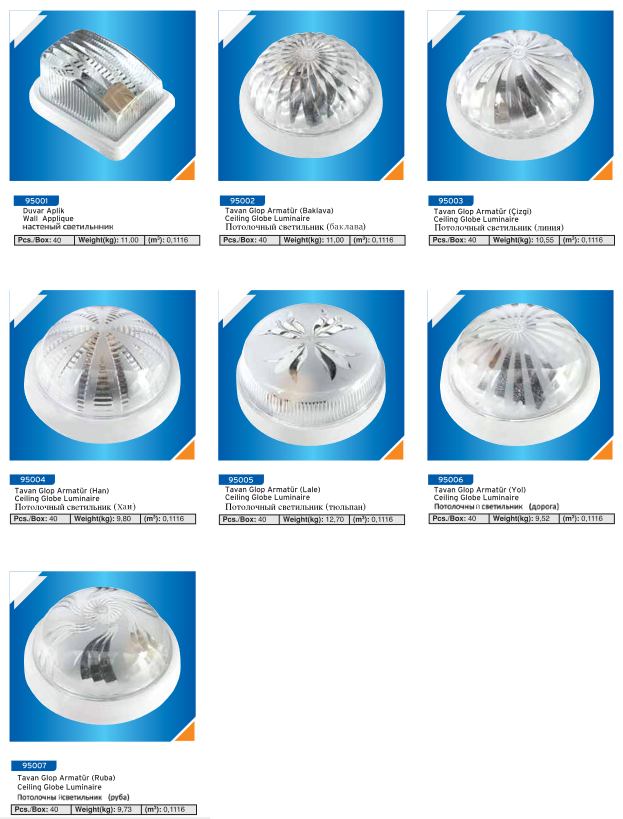 95001
Duvar Aplik
Wall Applique
настеный светильнник
Pcs./Box: 40 Weight(kg): 11,00 (m³): 0,1116
95002
Tavan Glop Armatür (Baklava)
Ceiling Globe Luminaire
Потолочный светильник (баклава)
Pcs./Box: 40 Weight(kg): 11,00 (m³): 0,1116
95003
Tavan Glop Armatür (Çizgi)
Ceiling Globe Luminaire
Потолочный светильник (линия)
Pcs./Box: 40 Weight(kg): 10,55 (m³): 0,1116
95004
Tavan Glop Armatür (Han)
Ceiling Globe Luminaire
Потолочный светильник (хан)
Pcs./Box: 40 Weight(kg): 9,80 (m³): 0,1116
95005
Tavan Glop Armatür (Lale)
Ceiling Globe Luminaire
Потолочный светильник (тюльпан)
Pcs./Box: 40 Weight(kg): 12,70 (m³): 0,1116
95006
Tavan Glop Armatür (Yol)
Ceiling Globe Luminaire
Потолочный светильник (дорога)
Pcs./Box: 40 Weight(kg): 9,52 (m³): 0,1116
95007
Tavan Glop Armatür (Ruba)
Ceiling Globe Luminaire
Потолочный светильник (руба)
Pcs./Box: 40 Weight(kg): 9,73 (m³): 0,1116